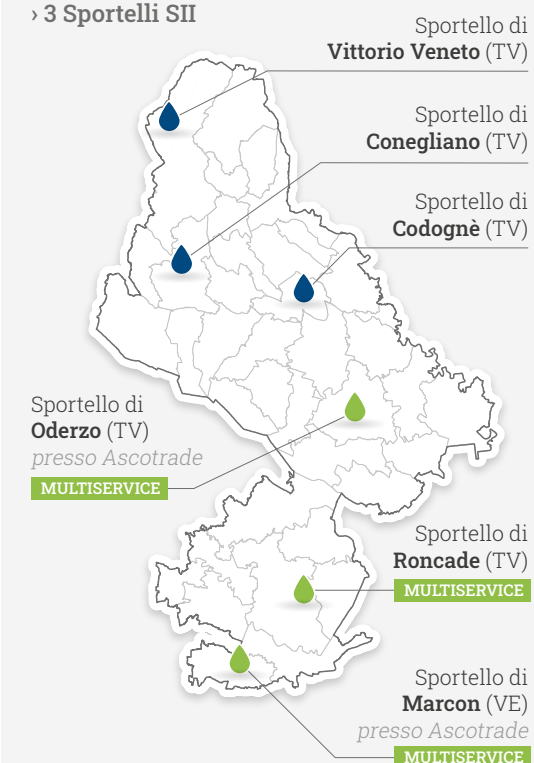 › 3 Sportelli SII
Sportello di
Vittorio Veneto (TV)
Sportello di
Conegliano (TV)
Sportello di
Codognè (TV)
Sportello di
Oderzo (TV)
presso Ascotrade
MULTISERVICE
Sportello di
Roncade (TV)
MULTISERVICE
Sportello di
Marcon (VE)
presso Ascotrade
MULTISERVICE